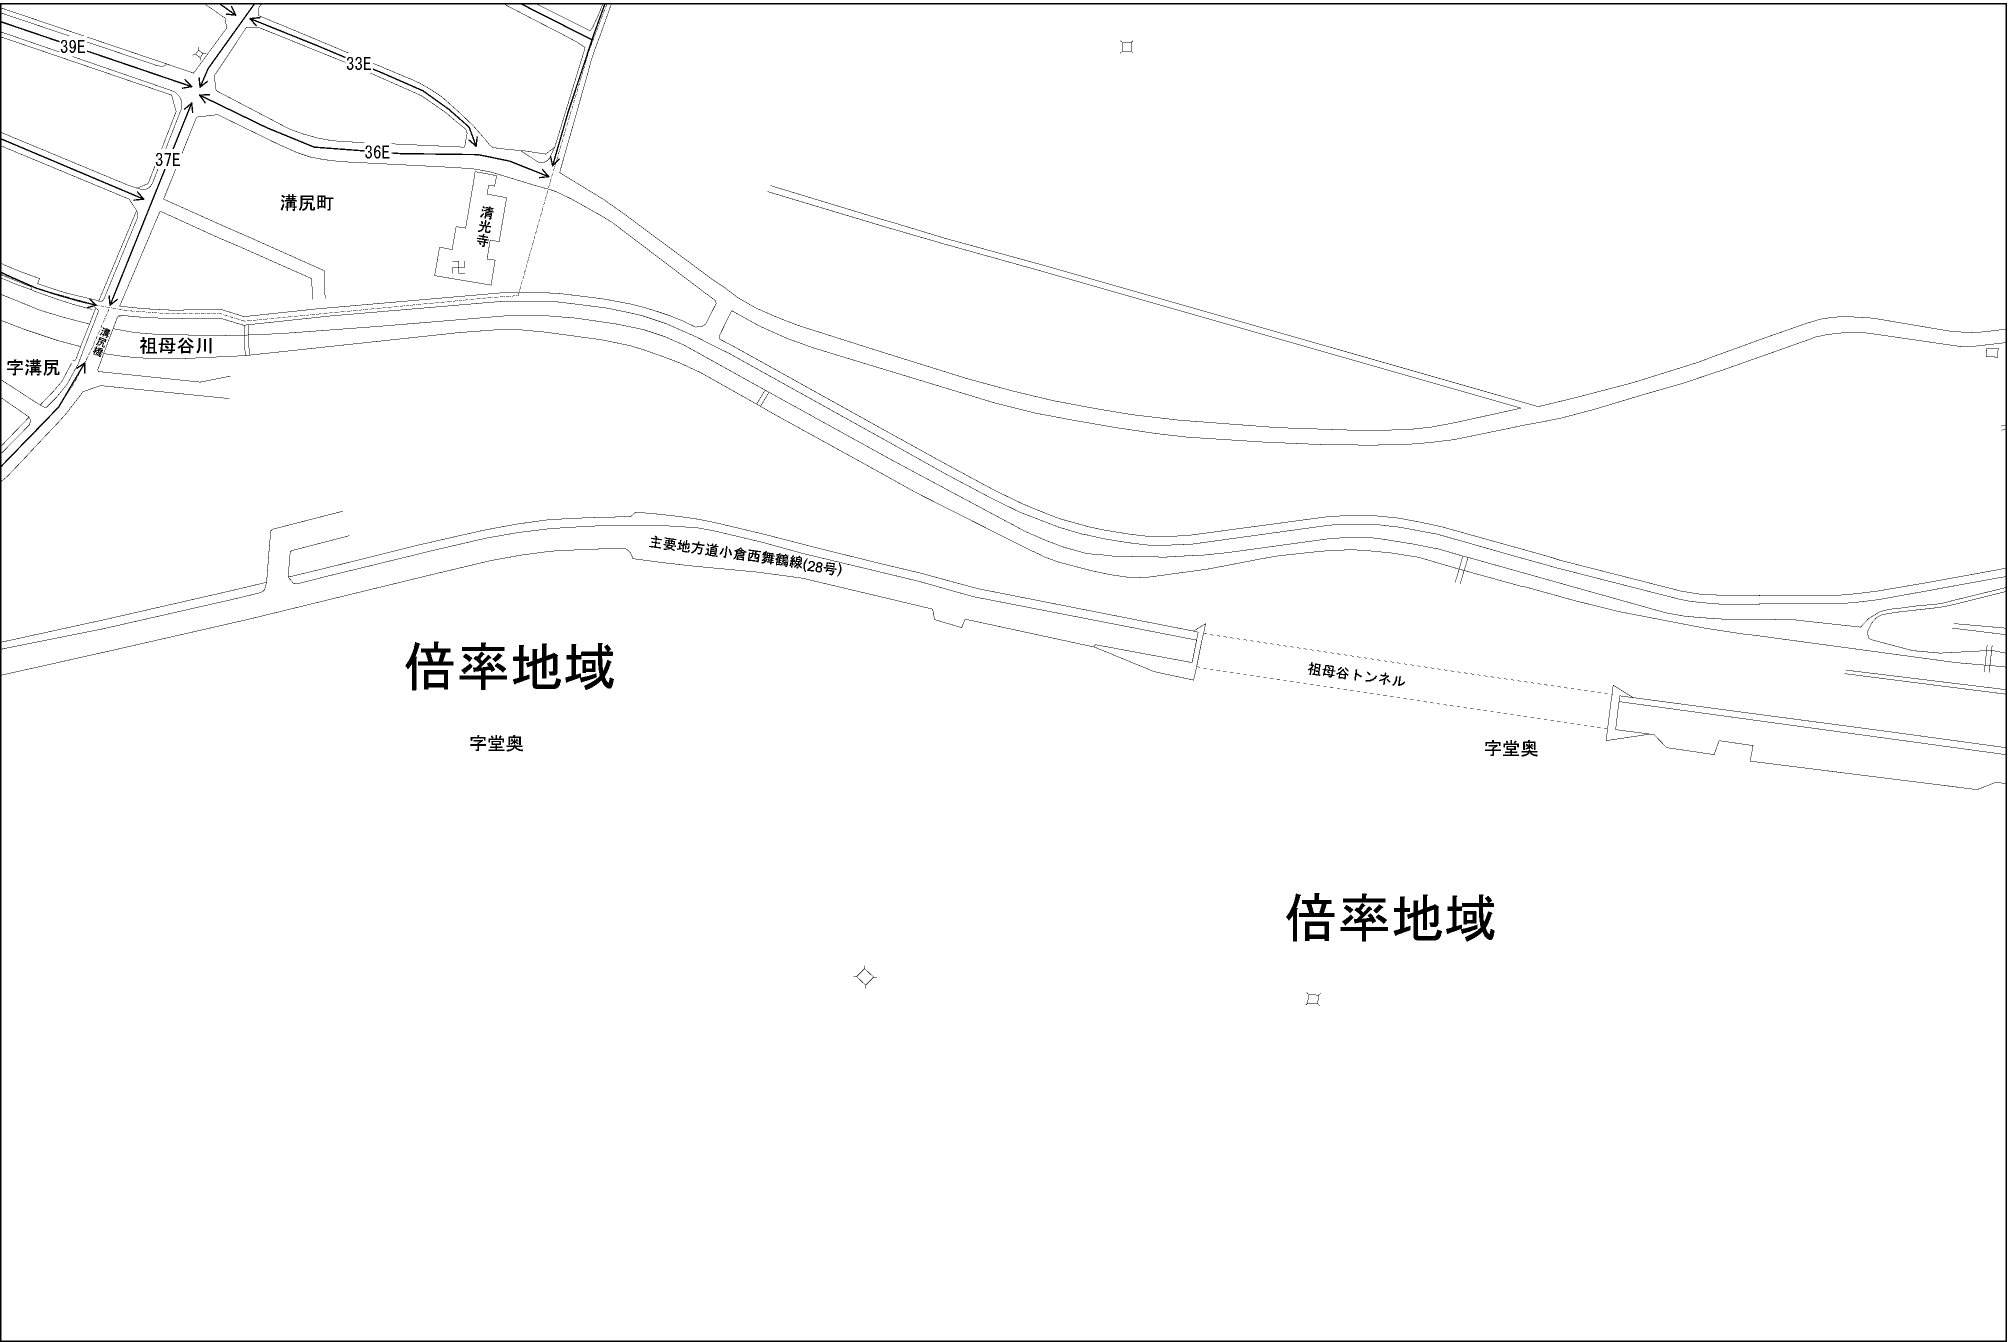 39E
33E
36E
37E
溝尻町
清光寺
溝尻橋
祖母谷川
字溝尻
主要地方道小倉西舞鶴線(28号)
倍率地域
祖母谷トンネル
字堂奥
字堂奥
倍率地域